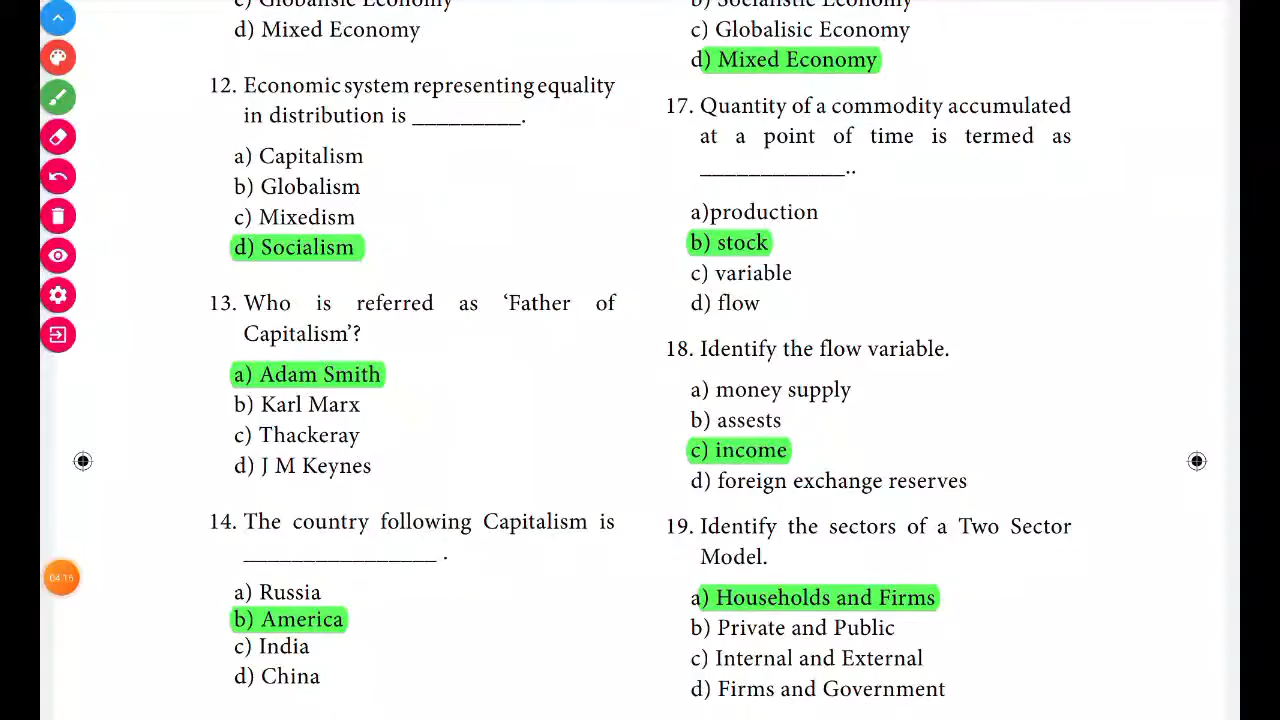 c) Globalisic Economy
d) Mixed Economy
12. Economic system representing equality
in distribution is _________.
a) Capitalism
b) Globalism
c) Mixedism
d) Socialism
13. Who is referred as ‘Father of
Capitalism’?
a) Adam Smith
b) Karl Marx
c) Thackeray
d) J M Keynes
14. The country following Capitalism is
________________ .
a) Russia
b) America
c) India
d) China
b) Socialistic Economy
c) Globalisic Economy
d) Mixed Economy
17. Quantity of a commodity accumulated
at a point of time is termed as
____________..
a)production
b) stock
c) variable
d) flow
18. Identify the flow variable.
a) money supply
b) assests
c) income
d) foreign exchange reserves
19. Identify the sectors of a Two Sector
Model.
a) Households and Firms
b) Private and Public
c) Internal and External
d) Firms and Government